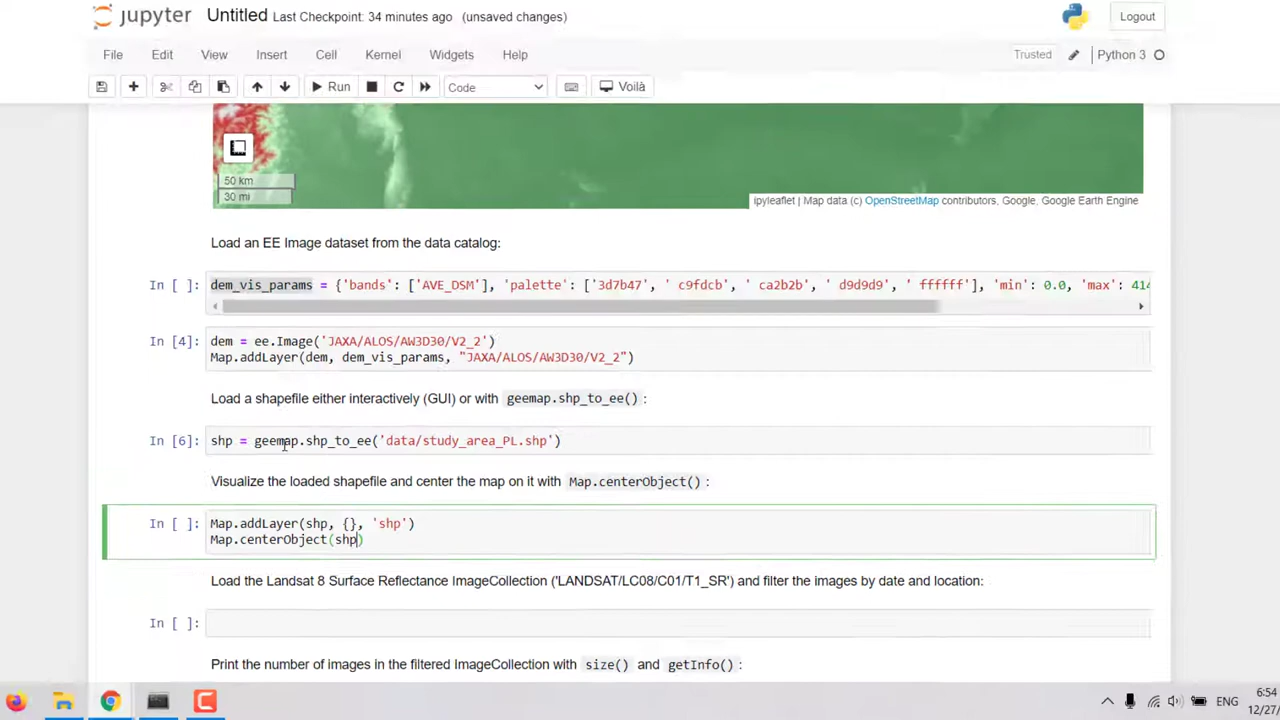 jupyter Untitled Last Checkpoint: 34 minutes ago (unsaved changes) Logout
File Edit View Insert Cell Kernel Widgets Help Trusted Python 3
Run Code Voilà
50 km
30 mi
ipyleaflet | Map data (c) OpenStreetMap contributors, Google, Google Earth Engine
Load an EE Image dataset from the data catalog:
In [ ]: dem_vis_params = {'bands': ['AVE_DSM'], 'palette': ['3d7b47', ' c9fdcb', ' ca2b2b', ' d9d9d9', ' ffffff'], 'min': 0.0, 'max': 414
In [4]: dem = ee.Image('JAXA/ALOS/AW3D30/V2_2')
Map.addLayer(dem, dem_vis_params, "JAXA/ALOS/AW3D30/V2_2")
Load a shapefile either interactively (GUI) or with geemap.shp_to_ee() :
In [6]: shp = geemap.shp_to_ee('data/study_area_PL.shp')
Visualize the loaded shapefile and center the map on it with Map.centerObject() :
In [ ]: Map.addLayer(shp, {}, 'shp')
Map.centerObject(shp)
Load the Landsat 8 Surface Reflectance ImageCollection ('LANDSAT/LC08/C01/T1_SR') and filter the images by date and location:
In [ ]:
Print the number of images in the filtered ImageCollection with size() and getInfo() :
ENG 6:54
12/27/